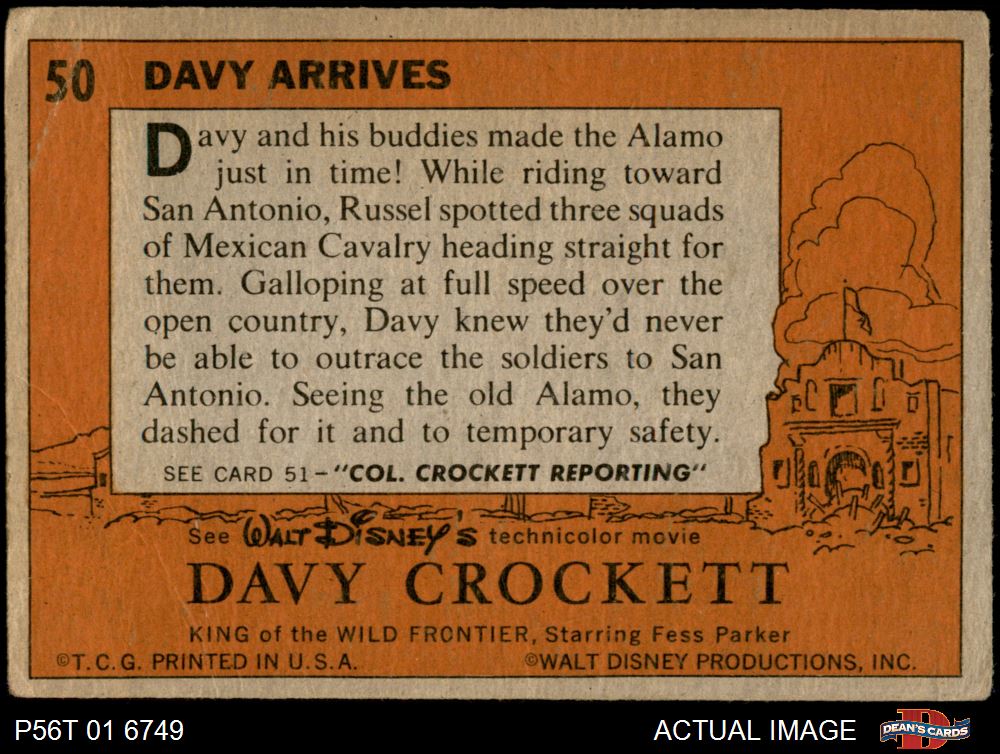 50 DAVY ARRIVES
Davy and his buddies made the Alamo
just in time! While riding toward
San Antonio, Russel spotted three squads
of Mexican Cavalry heading straight for
them. Galloping at full speed over the
open country, Davy knew they'd never
be able to outrace the soldiers to San
Antonio. Seeing the old Alamo, they
dashed for it and to temporary safety.
SEE CARD 51-"COL. CROCKETT REPORTING"
See WALT DISNEY'S technicolor movie
DAVY CROCKETT
KING of the WILD FRONTIER, Starring Fess Parker
©T.C.G. PRINTED IN U.S.A. ©WALT DISNEY PRODUCTIONS, INC.
P56T 01 6749 ACTUAL IMAGE D DEAN'S CARDS